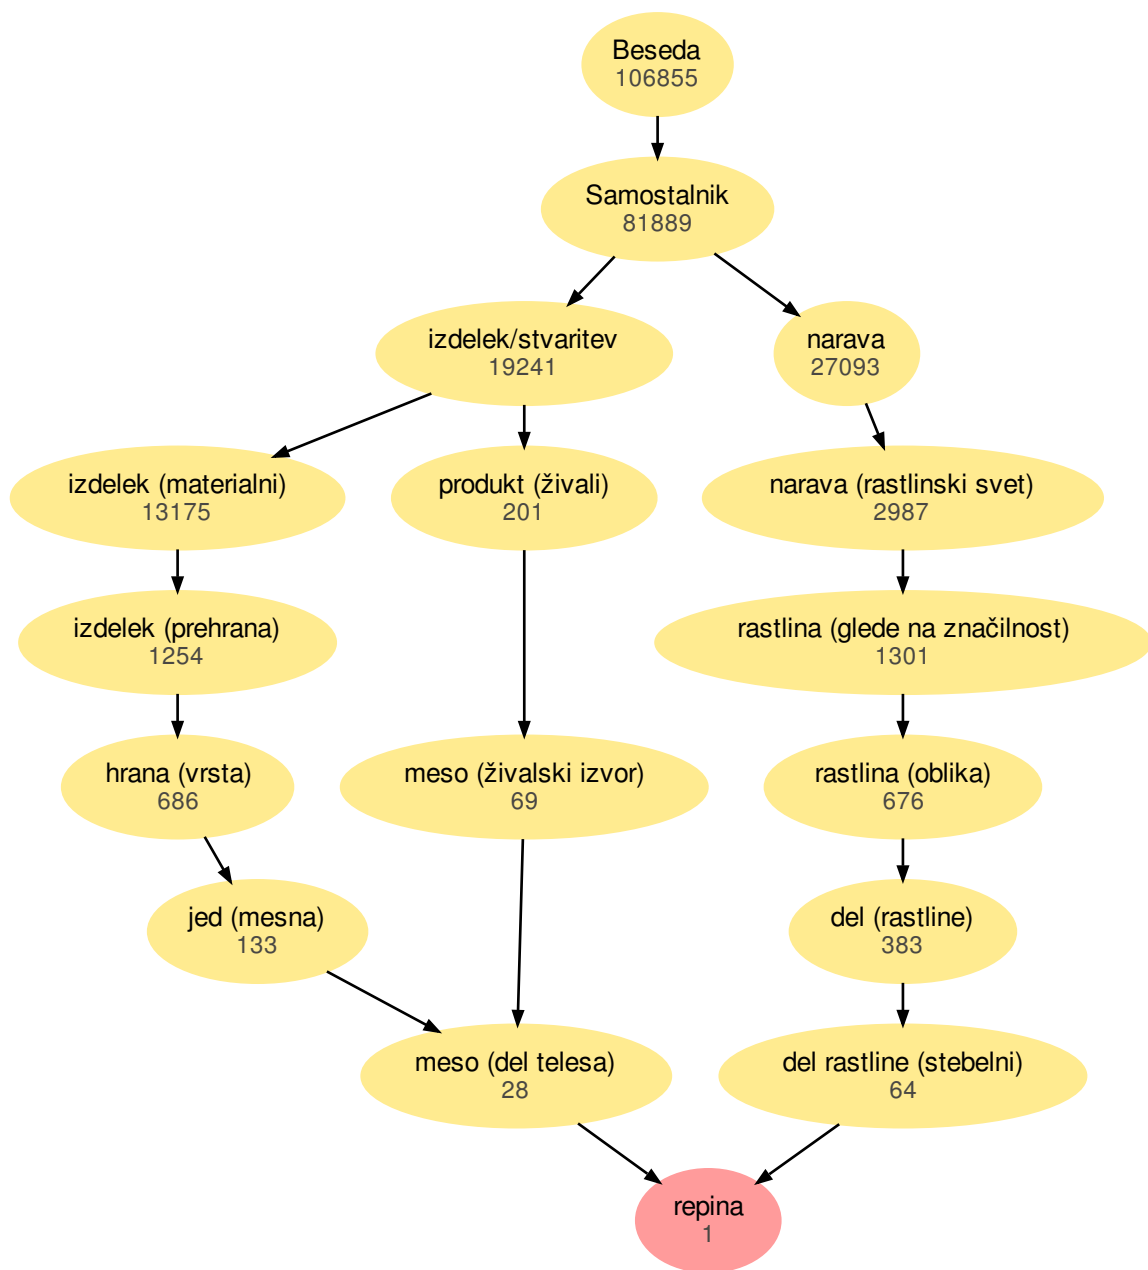 Beseda
106855
Samostalnik
81889
izdelek/stvaritev
19241
narava
27093
izdelek (materialni)
13175
produkt (živali)
201
narava (rastlinski svet)
2987
izdelek (prehrana)
1254
rastlina (glede na značilnost)
1301
hrana (vrsta)
686
meso (živalski izvor)
69
rastlina (oblika)
676
jed (mesna)
133
del (rastline)
383
meso (del telesa)
28
del rastline (stebelni)
64
repina
1